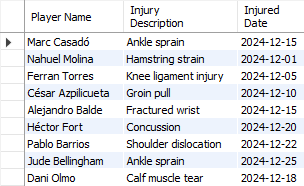 Player Name Injury Description Injured Date
Marc Casadó Ankle sprain 2024-12-15
Nahuel Molina Hamstring strain 2024-12-01
Ferran Torres Knee ligament injury 2024-12-05
César Azpilicueta Groin pull 2024-12-10
Alejandro Balde Fractured wrist 2024-12-15
Héctor Fort Concussion 2024-12-20
Pablo Barrios Shoulder dislocation 2024-12-22
Jude Bellingham Ankle sprain 2024-12-25
Dani Olmo Calf muscle tear 2024-12-18